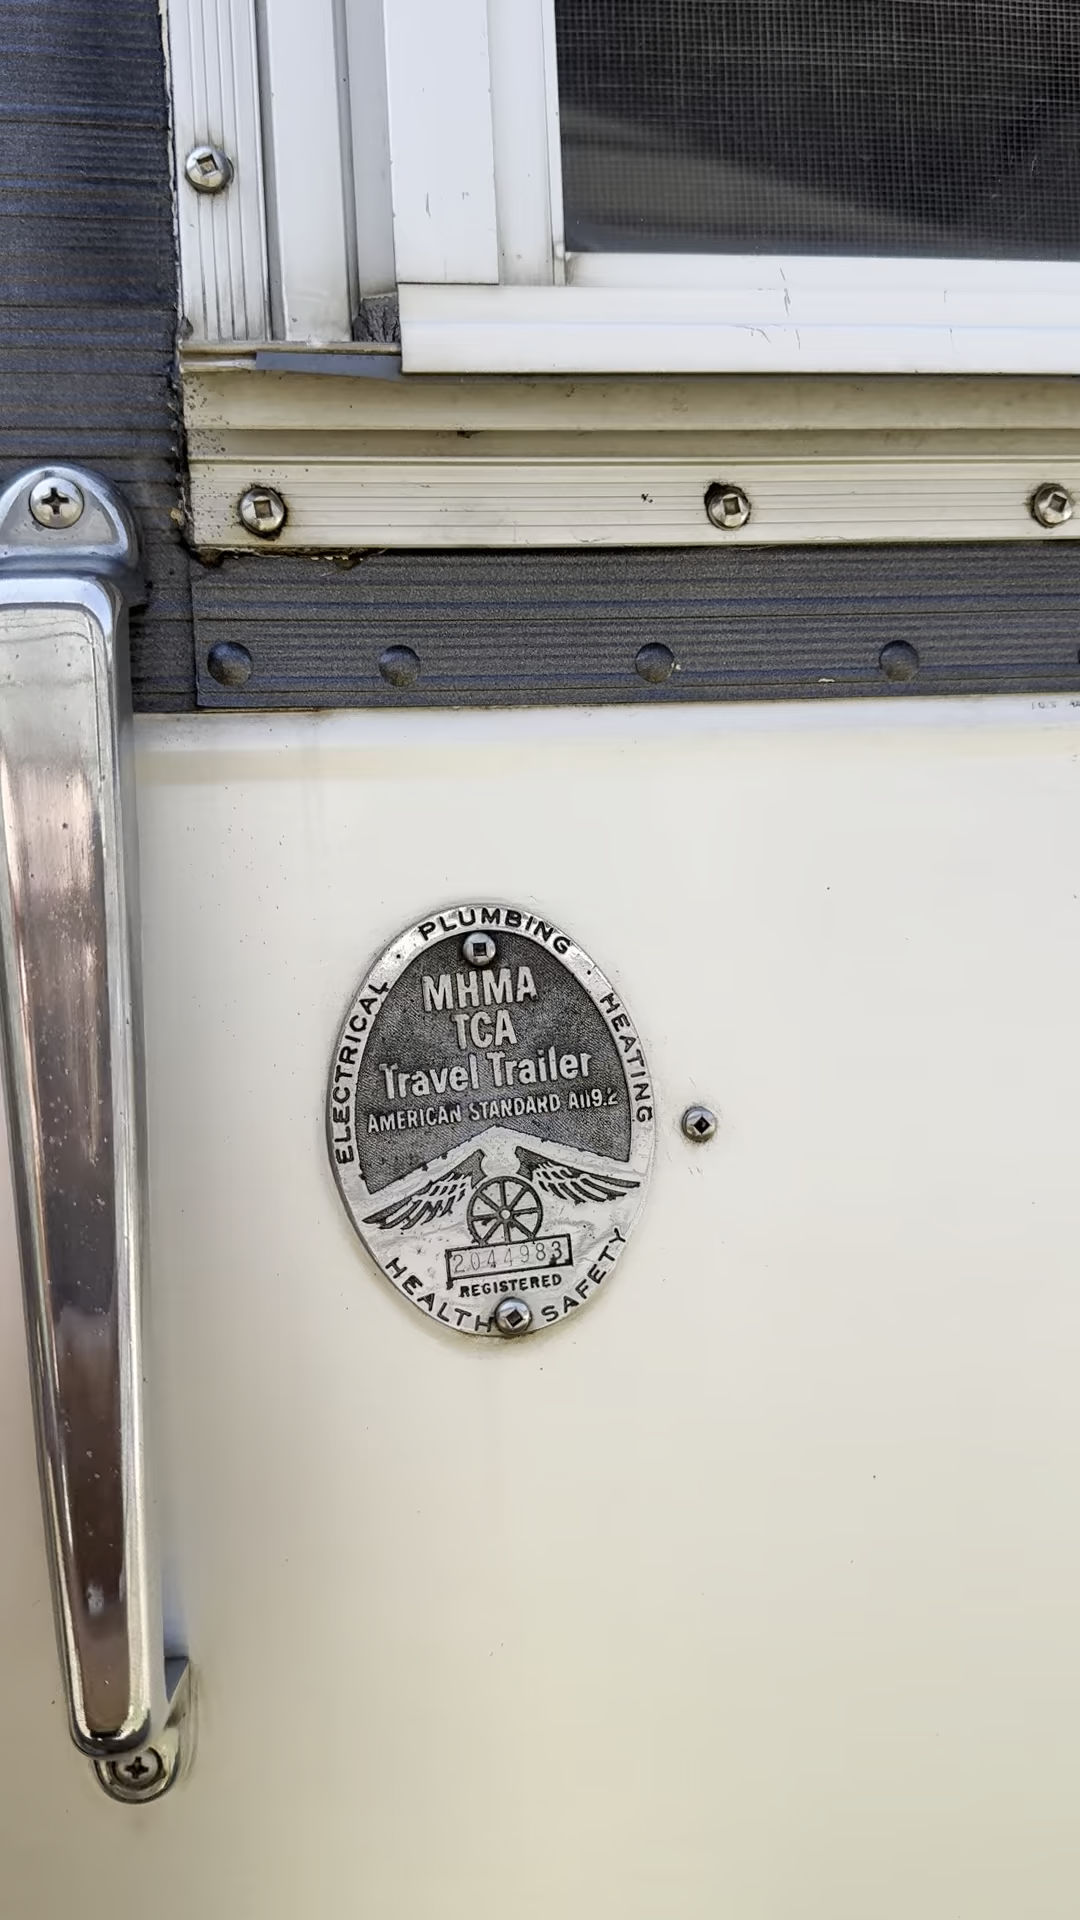 PLUMBING
ELECTRICAL
HEATING
MHMA
TCA
Travel Trailer
AMERICAN STANDARD A119.2
2044983
REGISTERED
HEALTH
SAFETY